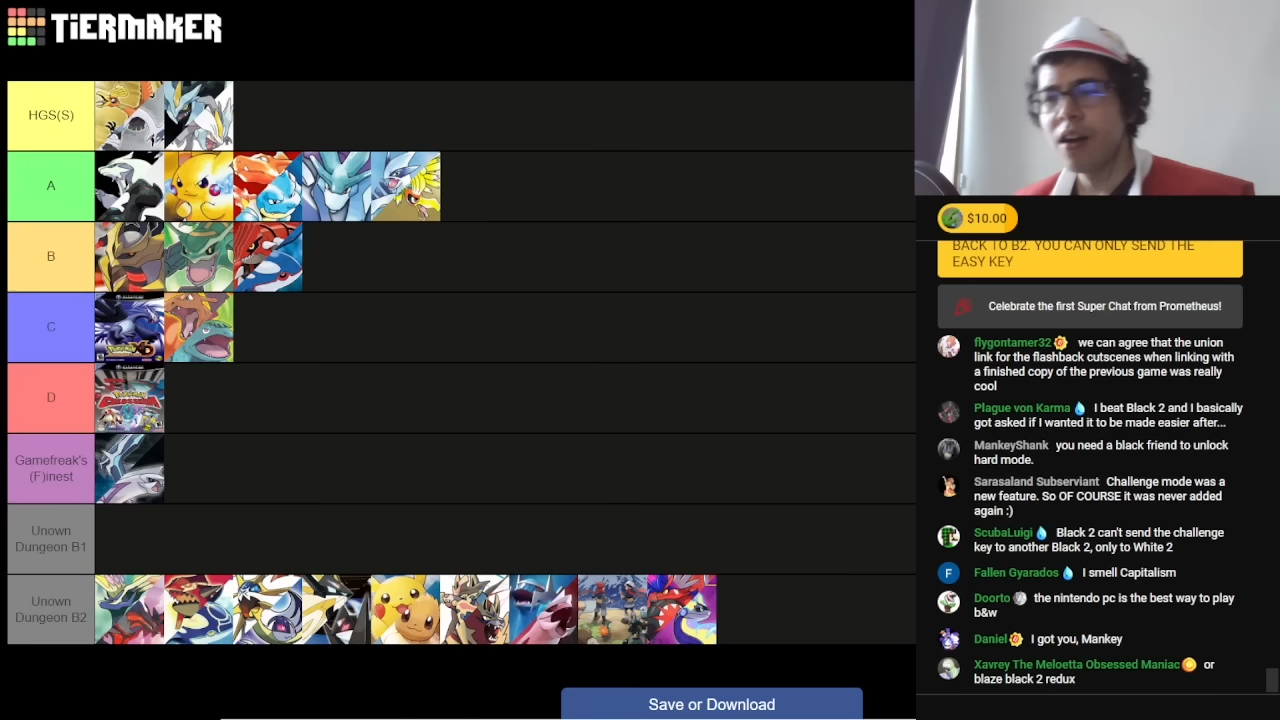 TiERMAKER
HGS(S)
A
B
C
D
Gamefreak's
(F)inest
Unown
Dungeon B1
Unown
Dungeon B2
Save or Download
$10.00
BACK TO B2. YOU CAN ONLY SEND THE
EASY KEY
Celebrate the first Super Chat from Prometheus!
flygontamer32 we can agree that the union
link for the flashback cutscenes when linking with
a finished copy of the previous game was really
cool
Plague von Karma I beat Black 2 and I basically
got asked if I wanted it to be made easier after...
MankeyShank you need a black friend to unlock
hard mode.
Sarasaland Subserviant Challenge mode was a
new feature. So OF COURSE it was never added
again :)
ScubaLuigi Black 2 can't send the challenge
key to another Black 2, only to White 2
F
Fallen Gyarados I smell Capitalism
Doorto the nintendo pc is the best way to play
b&w
Daniel I got you, Mankey
Xavrey The Meloetta Obsessed Maniac or
blaze black 2 redux